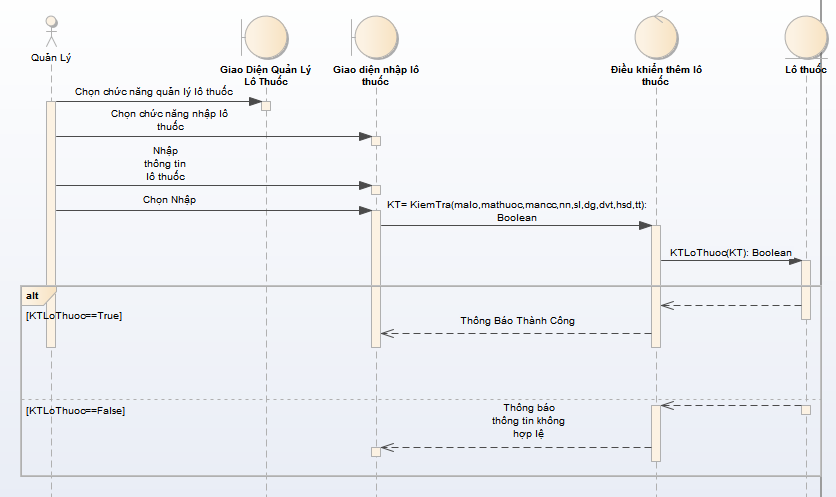 Quản Lý
Giao Diện Quản Lý
Lô Thuốc
Giao diện nhập lô
thuốc
Điều khiển thêm lô
thuốc
Lô thuốc
Chọn chức năng quản lý lô thuốc
Chọn chức năng nhập lô
thuốc
Nhập
thông tin
lô thuốc
Chọn Nhập
KT= KiemTra(malo,mathuoc,mancc,nn,sl,dg,dvt,hsd,tt):
Boolean
KTLoThuoc(KT): Boolean
alt
[KTLoThuoc==True]
Thông Báo Thành Công
[KTLoThuoc==False]
Thông báo
thông tin không
hợp lệ